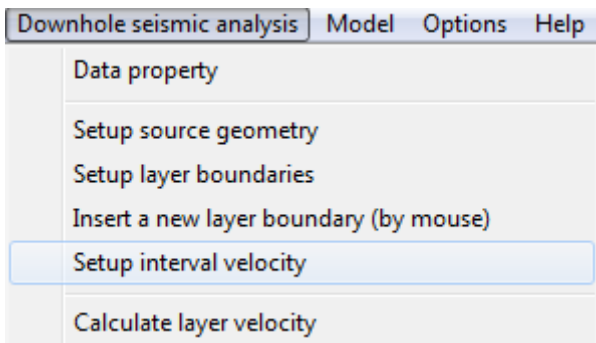 Downhole seismic analysis Model Options Help
Data property
Setup source geometry
Setup layer boundaries
Insert a new layer boundary (by mouse)
Setup interval velocity
Calculate layer velocity